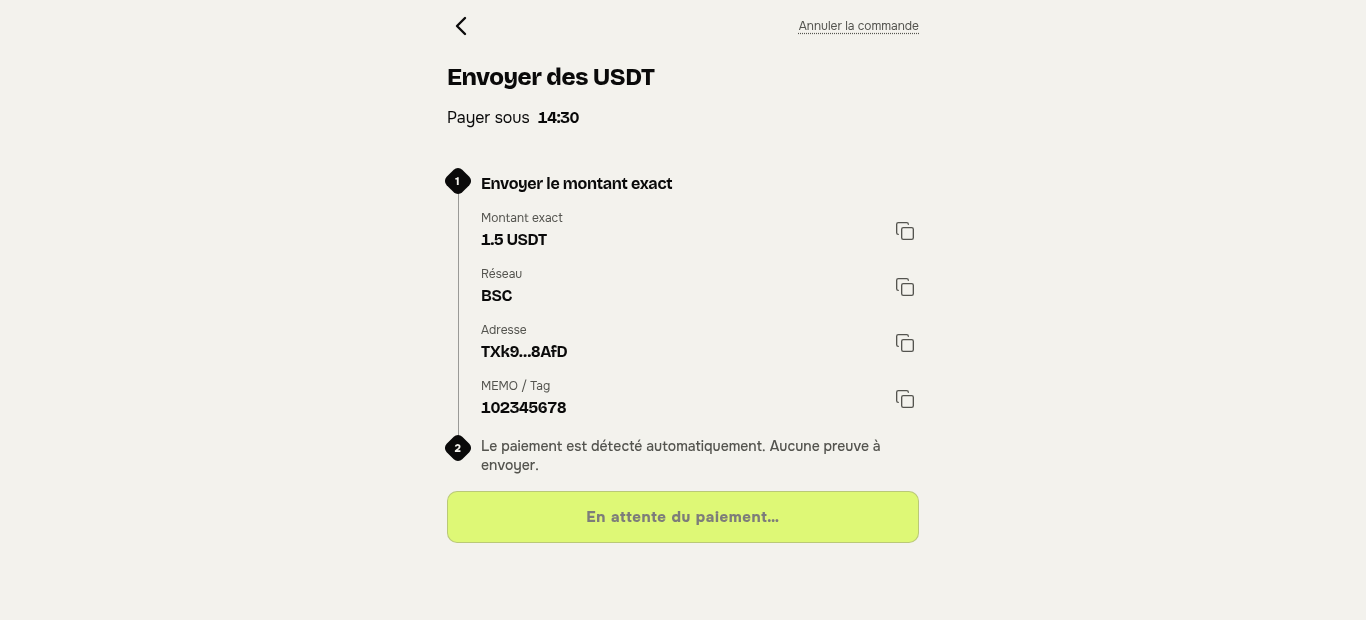 Annuler la commande
Envoyer des USDT
Payer sous 14:30
1 Envoyer le montant exact
Montant exact
1.5 USDT
Réseau
BSC
Adresse
TXk9...8AfD
MEMO / Tag
102345678
2 Le paiement est détecté automatiquement. Aucune preuve à
envoyer.
En attente du paiement...